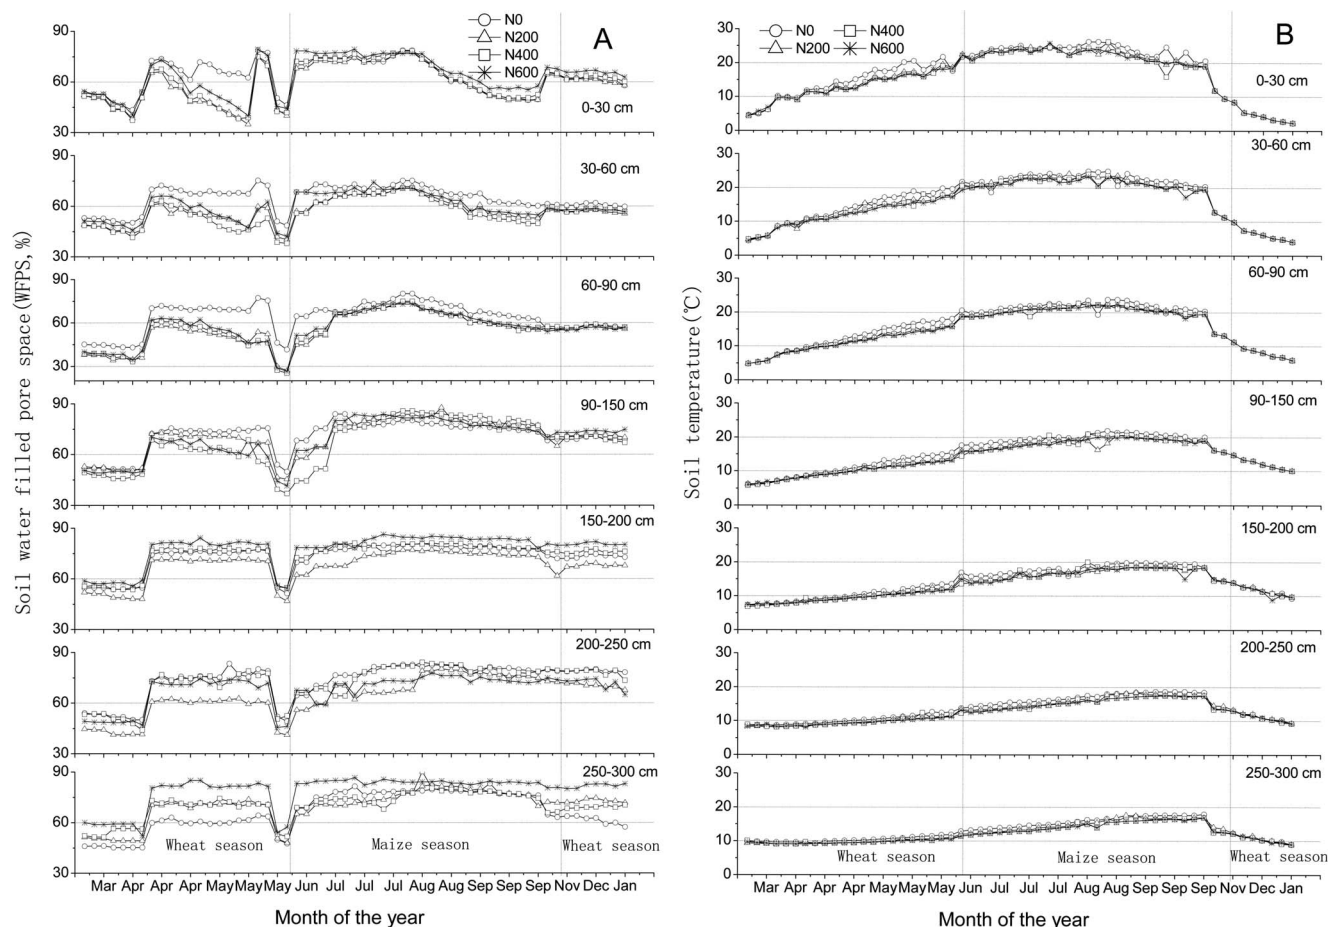 N0
N200
N400
N600
A
90
60
30
0-30 cm
90
60
30
30-60 cm
90
60
30
60-90 cm
90
60
30
90-150 cm
90
60
30
150-200 cm
90
60
30
200-250 cm
90
60
30
250-300 cm
Wheat season
Maize season
Wheat season
Mar Apr Apr Apr May May May Jun Jul Jul Jul Aug Aug Sep Sep Sep Nov Dec Jan
Month of the year
Soil water filled pore space(WFPS,%)
N0 N400
N200 N600
B
30
20
10
0
0-30 cm
30
20
10
0
30-60 cm
30
20
10
0
60-90 cm
30
20
10
0
90-150 cm
30
20
10
0
150-200 cm
30
20
10
0
200-250 cm
30
20
10
0
250-300 cm
Wheat season
Maize season
Wheat season
Mar Apr Apr Apr May May May Jun Jul Jul Jul Aug Aug Sep Sep Sep Nov Dec Jan
Month of the year
Soil temperature(℃)